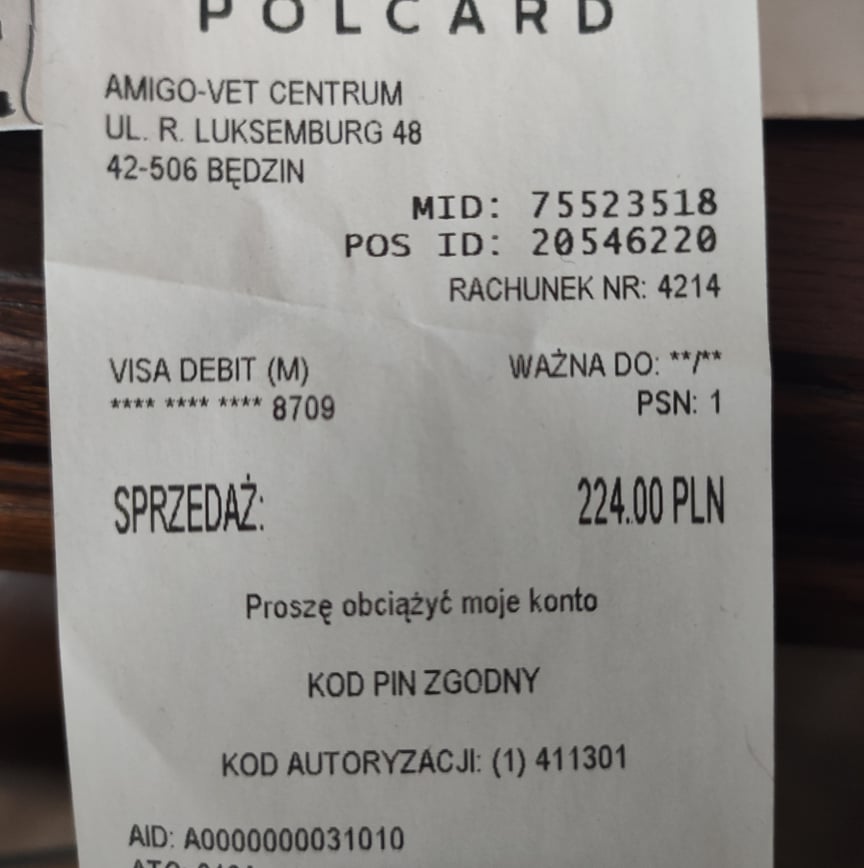 POLCARD
AMIGO-VET CENTRUM
UL. R. LUKSEMBURG 48
42-506 BĘDZIN
MID: 75523518
POS ID: 20546220
RACHUNEK NR: 4214
VISA DEBIT (M) WAŻNA DO: **/**
**** **** **** 8709 PSN: 1
SPRZEDAŻ: 224.00 PLN
Proszę obciążyć moje konto
KOD PIN ZGODNY
KOD AUTORYZACJI: (1) 411301
AID: A0000000031010